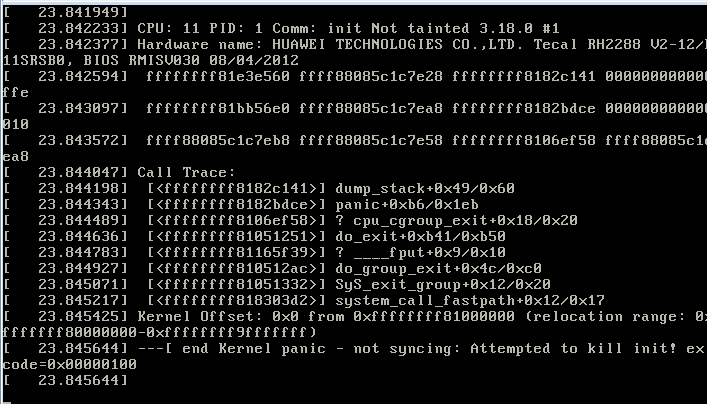 [   23.841949]
[   23.842233] CPU: 11 PID: 1 Comm: init Not tainted 3.18.0 #1
[   23.842377] Hardware name: HUAWEI TECHNOLOGIES CO.,LTD. Tecal RH2288 V2-12/
11SRSB0, BIOS RMISV030 08/04/2012
[   23.842594]  ffffffff81e3e560 ffff88085c1c7e28 ffffffff8182c141 000000000000
ffe
[   23.843097]  ffffffff81bb56e0 ffff88085c1c7ea8 ffffffff8182bdce 000000000000
010
[   23.843572]  ffff88085c1c7eb8 ffff88085c1c7e58 ffffffff8106ef58 ffff88085c1
ea8
[   23.844047] Call Trace:
[   23.844198]  [<ffffffff8182c141>] dump_stack+0x49/0x60
[   23.844343]  [<ffffffff8182bdce>] panic+0xb6/0x1eb
[   23.844489]  [<ffffffff8106ef58>] ? cpu_cgroup_exit+0x18/0x20
[   23.844636]  [<ffffffff81051251>] do_exit+0xb41/0xb50
[   23.844783]  [<ffffffff81165f39>] ? ____fput+0x9/0x10
[   23.844927]  [<ffffffff810512ac>] do_group_exit+0x4c/0xc0
[   23.845071]  [<ffffffff81051332>] SyS_exit_group+0x12/0x20
[   23.845217]  [<ffffffff818303d2>] system_call_fastpath+0x12/0x17
[   23.845425] Kernel Offset: 0x0 from 0xffffffff81000000 (relocation range: 0x
fffffff80000000-0xffffffff9fffffff)
[   23.845644] ---[ end Kernel panic - not syncing: Attempted to kill init! ex
code=0x00000100
[   23.845644]